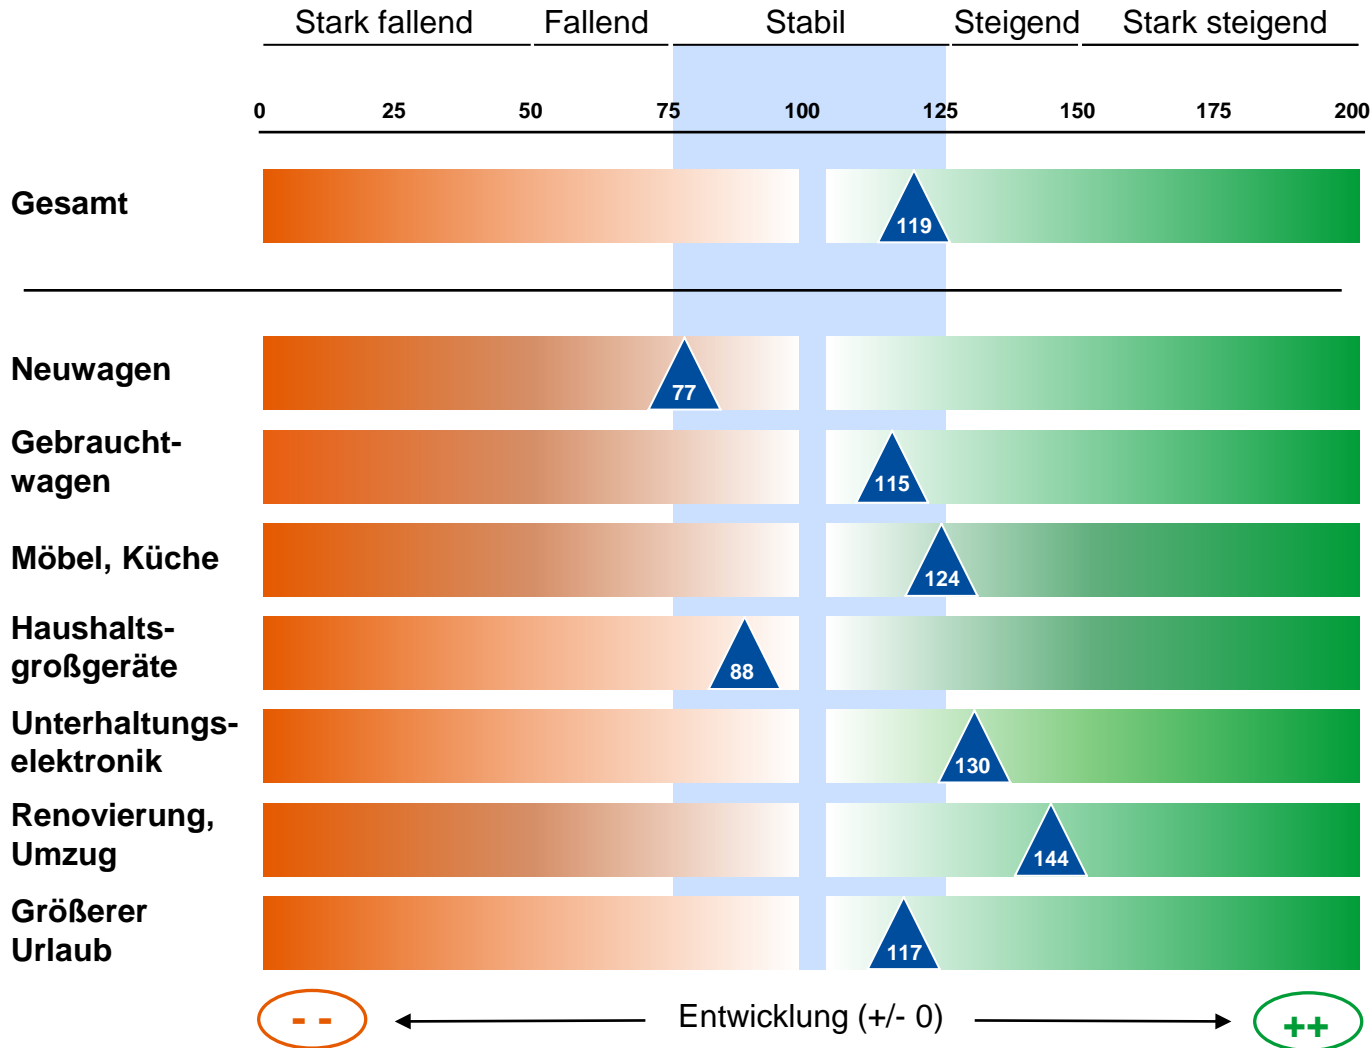 Stark fallend Fallend Stabil Steigend Stark steigend
0 25 50 75 100 125 150 175 200
Gesamt 119
Neuwagen 77
Gebraucht-
wagen 115
Möbel, Küche 124
Haushalts-
großgeräte 88
Unterhaltungs-
elektronik 130
Renovierung,
Umzug 144
Größerer
Urlaub 117
- - Entwicklung (+/- 0) ++